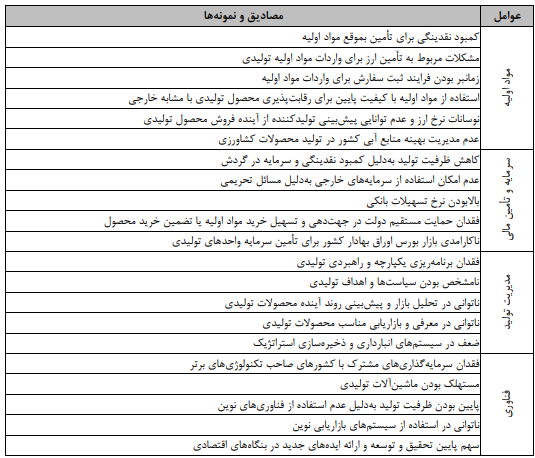 عوامل
مصادیق و نمونه‌ها
مواد اولیه
کمبود نقدینگی برای تأمین بموقع مواد اولیه
مشکلات مربوط به تأمین ارز برای واردات مواد اولیه تولیدی
زمانبر بودن فرایند ثبت سفارش برای واردات مواد اولیه
استفاده از مواد اولیه با کیفیت پایین برای رقابت‌پذیری محصول تولیدی با مشابه خارجی
نوسانات نرخ ارز و عدم توانایی پیش‌بینی تولیدکننده از آینده فروش محصول تولیدی
عدم مدیریت بهینه منابع آبی کشور در تولید محصولات کشاورزی
سرمایه و تأمین مالی
کاهش ظرفیت تولید به‌دلیل کمبود نقدینگی و سرمایه در گردش
عدم امکان استفاده از سرمایه‌های خارجی به‌دلیل مسائل تحریمی
بالابودن نرخ تسهیلات بانکی
فقدان حمایت مستقیم دولت در جهت‌دهی و تسهیل خرید مواد اولیه یا تضمین خرید محصول
ناکارامدی بازار بورس اوراق بهادار کشور برای تأمین سرمایه واحدهای تولیدی
مدیریت تولید
فقدان برنامه‌ریزی یکپارچه و راهبردی تولیدی
نامشخص بودن سیاست‌ها و اهداف تولیدی
ناتوانی در تحلیل بازار و پیش‌بینی روند آینده محصولات تولیدی
ناتوانی در معرفی و بازاریابی مناسب محصولات تولیدی
ضعف در سیستم‌های انبارداری و ذخیره‌سازی استراتژیک
فناوری
فقدان سرمایه‌گذاری‌های مشترک با کشورهای صاحب تکنولوژی‌های برتر
مستهلک بودن ماشین‌آلات تولیدی
پایین بودن ظرفیت تولید به‌دلیل عدم استفاده از فناوری‌های نوین
ناتوانی در استفاده از سیستم‌های بازاریابی نوین
سهم پایین تحقیق و توسعه و ارائه ایده‌های جدید در بنگاه‌های اقتصادی